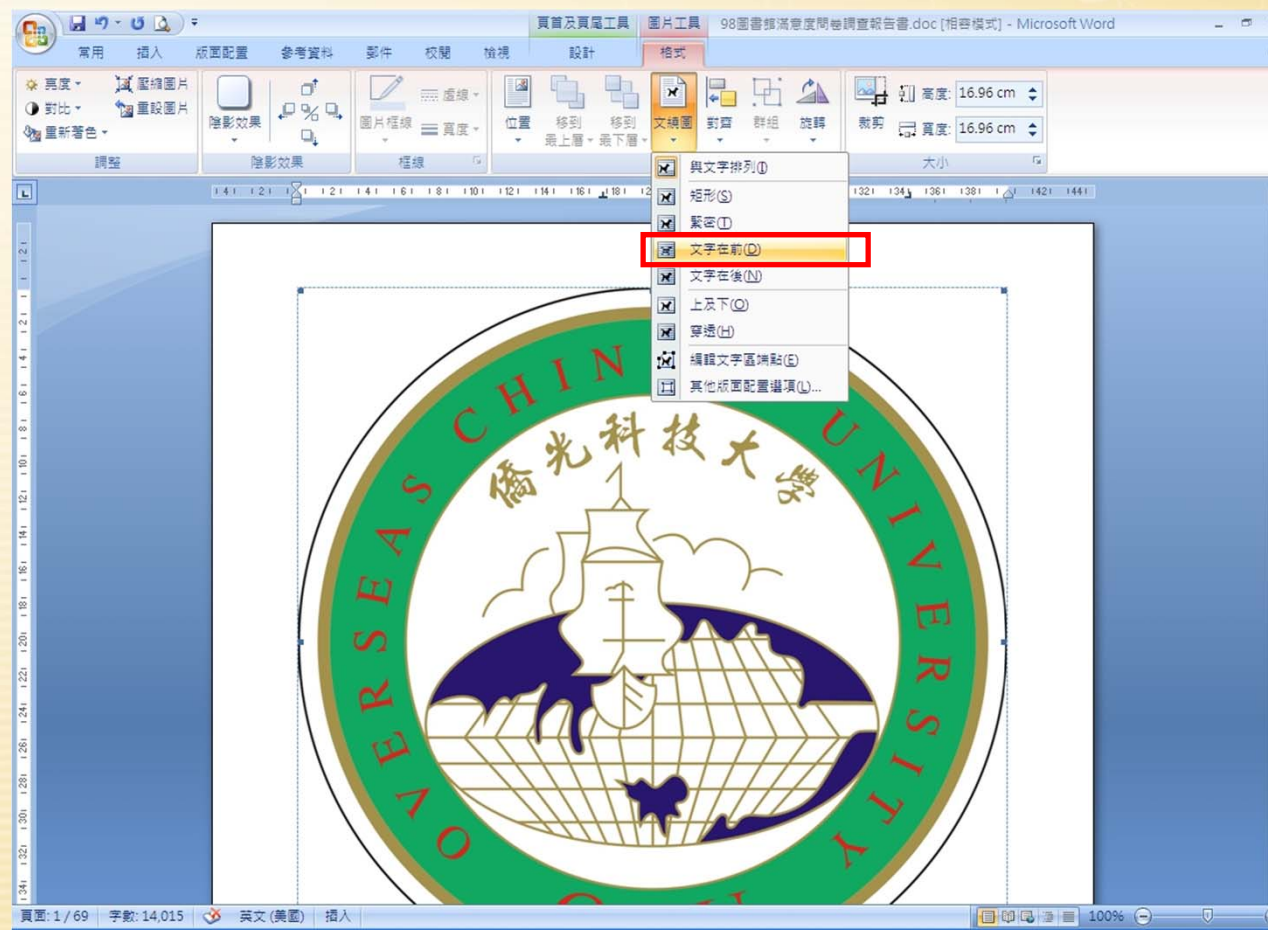 頁首及頁尾工具 圖片工具 98圖書館滿意度問卷調查報告書.doc [相容模式] - Microsoft Word
常用 插入 版面配置 參考資料 郵件 校閱 檢視 設計 格式
亮度 壓縮圖片
對比 重設圖片
重新著色
陰影效果
圖片框線 虛線
寬度
位置 移到最上層 移到最下層 文繞圖 對齊 群組 旋轉
裁剪 高度: 16.96 cm
寬度: 16.96 cm
調整 陰影效果 框線 大小
與文字排列(I)
矩形(S)
緊密(T)
文字在前(D)
文字在後(N)
上及下(O)
穿透(H)
編輯文字區端點(E)
其他版面配置選項(L)...
OVERSEAS CHIN UNIVERSITY
僑光科技大學
頁面: 1 / 69 字數: 14,015 英文 (美國) 插入 100%